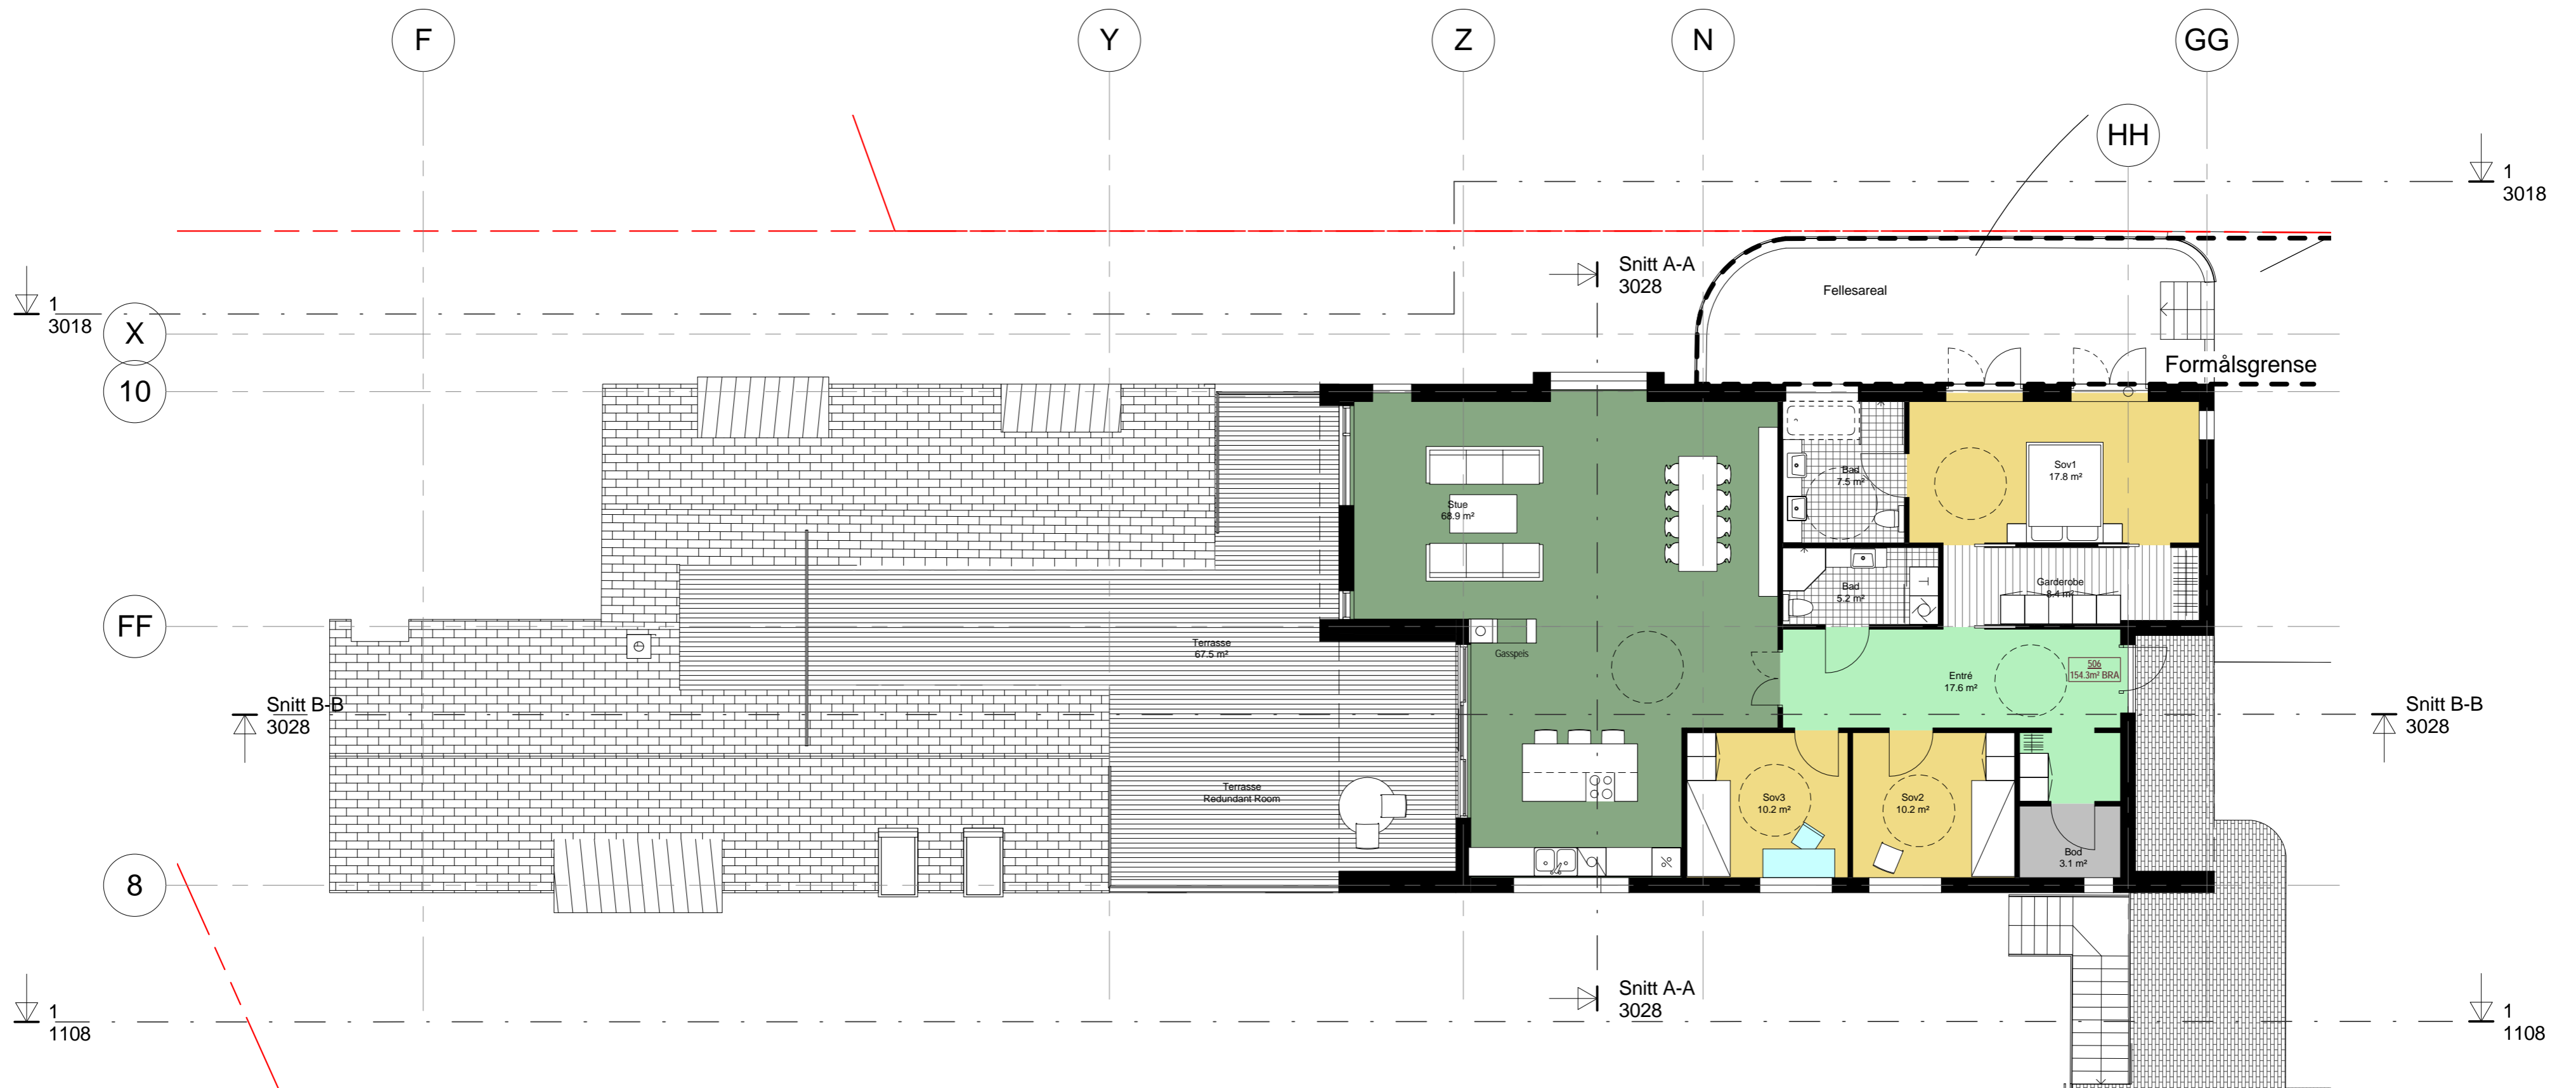 F
Y
Z
N
GG
HH
1
3018
Snitt A-A
3028
Fellesareal
1
3018
X
10
Formålsgrense
Sov1
17.8 m²
Bad
7.5 m²
Stue
68.9 m²
Garderobe
8.4 m²
Bad
5.2 m²
FF
Terrasse
67.5 m²
Gasspeis
506
154.3m² BRA
Entré
17.6 m²
Snitt B-B
3028
Snitt B-B
3028
Terrasse
Redundant Room
Sov3
10.2 m²
Sov2
10.2 m²
Bod
3.1 m²
8
Snitt A-A
3028
1
1108
1
1108
T
%